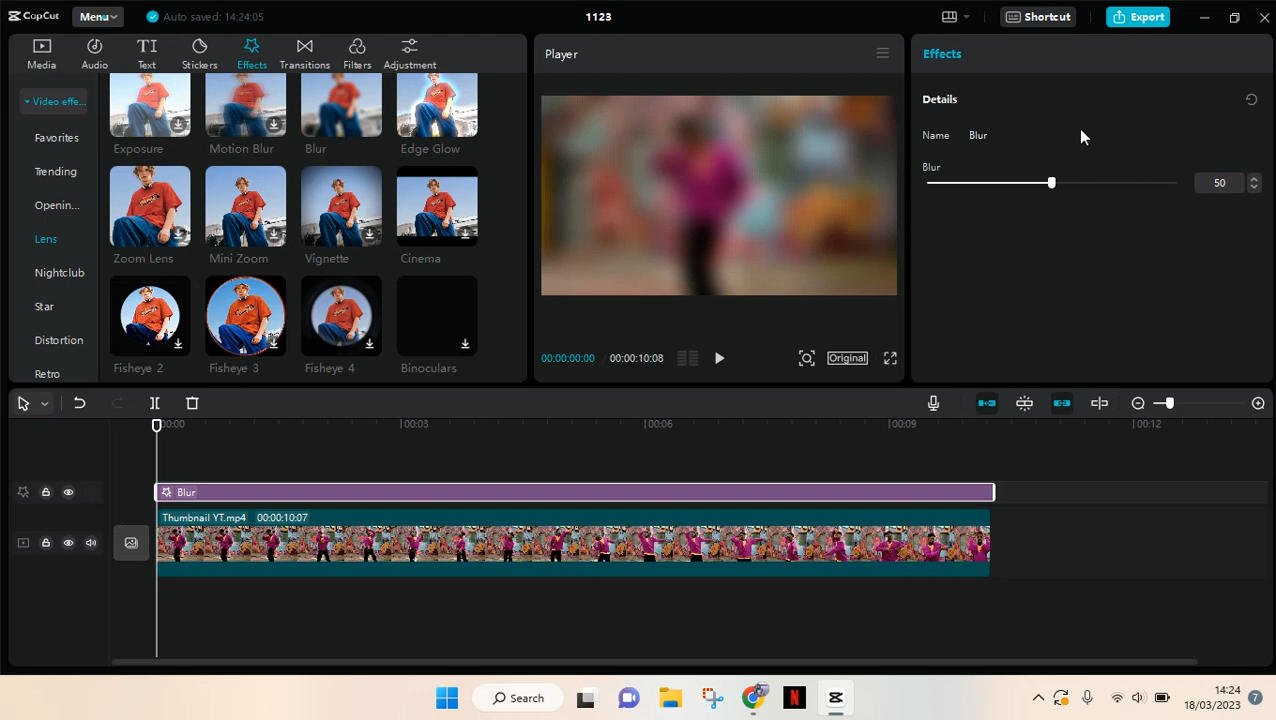 CapCut Menu Auto saved: 14:24:05 1123 Shortcut Export
Media Audio Text Stickers Effects Transitions Filters Adjustment
Video effe...
Favorites
Trending
Openin...
Lens
Nightclub
Star
Distortion
Retro
Exposure Motion Blur Blur Edge Glow
Zoom Lens Mini Zoom Vignette Cinema
Fisheye 2 Fisheye 3 Fisheye 4 Binoculars
Player
00:00:00:00 00:00:10:08 Original
Effects
Details
Name Blur
Blur
50
00:00 00:03 00:06 00:09 00:12
Blur
Thumbnail YT.mp4 00:00:10:07
Search
14:24
18/03/2023
7